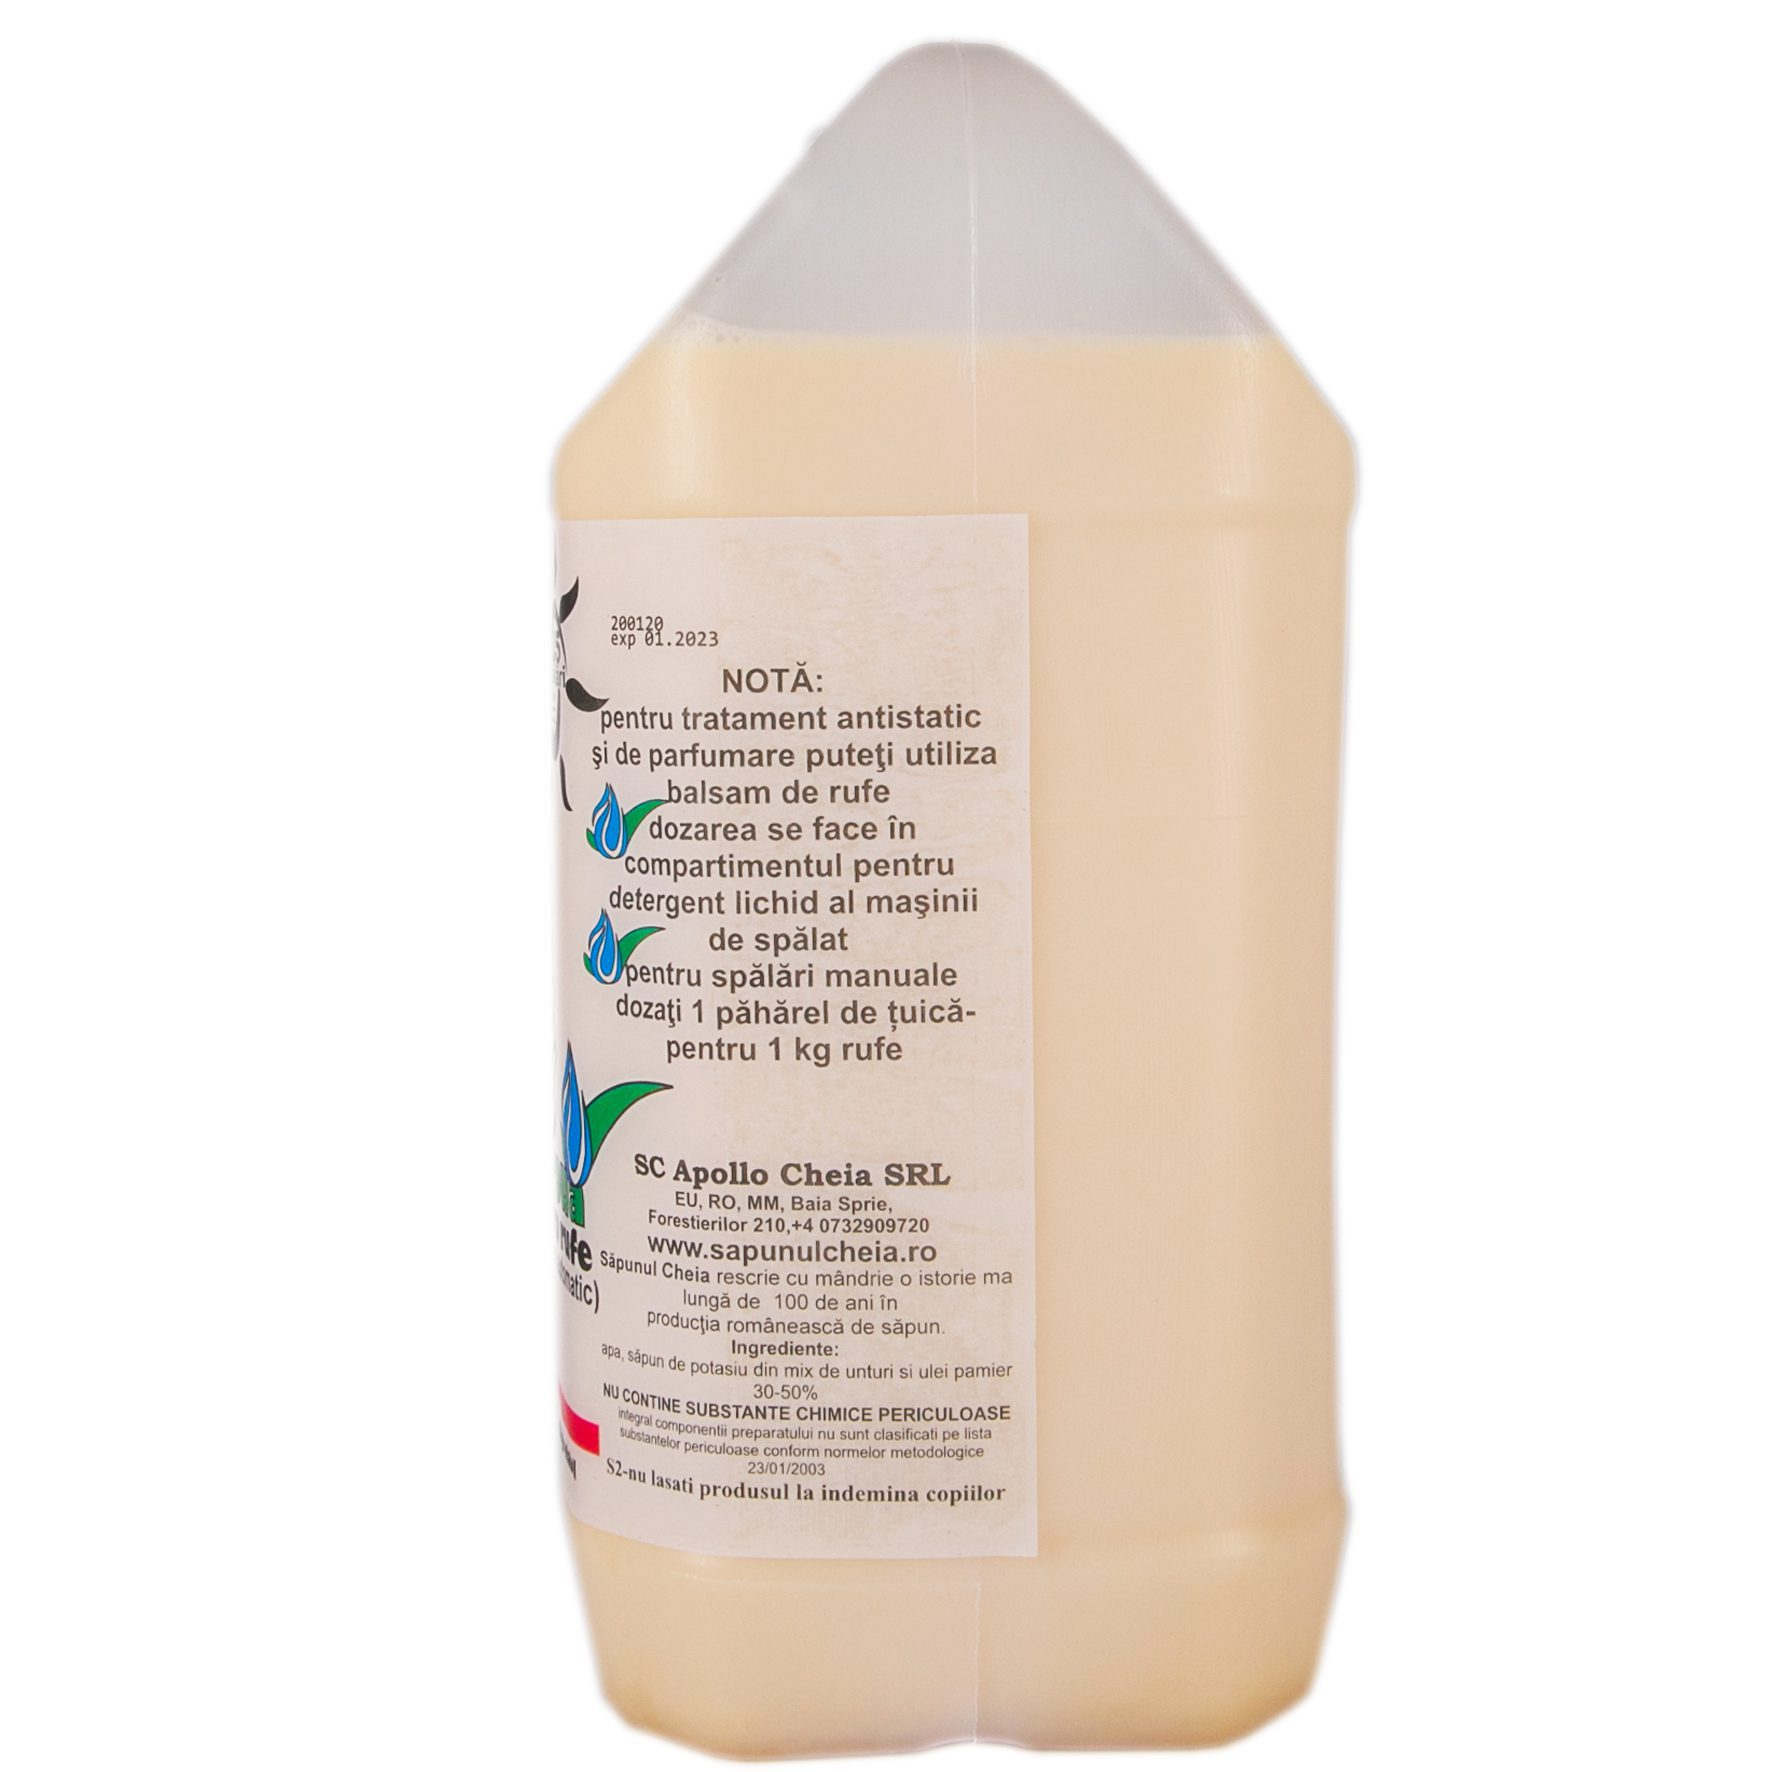 200120
exp 01.2023
NOTĂ:
pentru tratament antistatic
şi de parfumare puteţi utiliza
balsam de rufe
dozarea se face în
compartimentul pentru
detergent lichid al maşinii
de spălat
pentru spălări manuale
dozaţi 1 păhărel de țuică-
pentru 1 kg rufe
SC Apollo Cheia SRL
EU, RO, MM, Baia Sprie,
Forestierilor 210,+4 0732909720
www.sapunulcheia.ro
Săpunul Cheia rescrie cu mândrie o istorie ma
lungă de 100 de ani în
producţia românească de săpun.
Ingrediente:
apa, săpun de potasiu din mix de unturi si ulei pamier
30-50%
NU CONTINE SUBSTANTE CHIMICE PERICULOASE
integral componentii preparatului nu sunt clasificati pe lista
substantelor periculoase conform normelor metodologice
23/01/2003
S2-nu lasati produsul la indemina copiilor
rufe